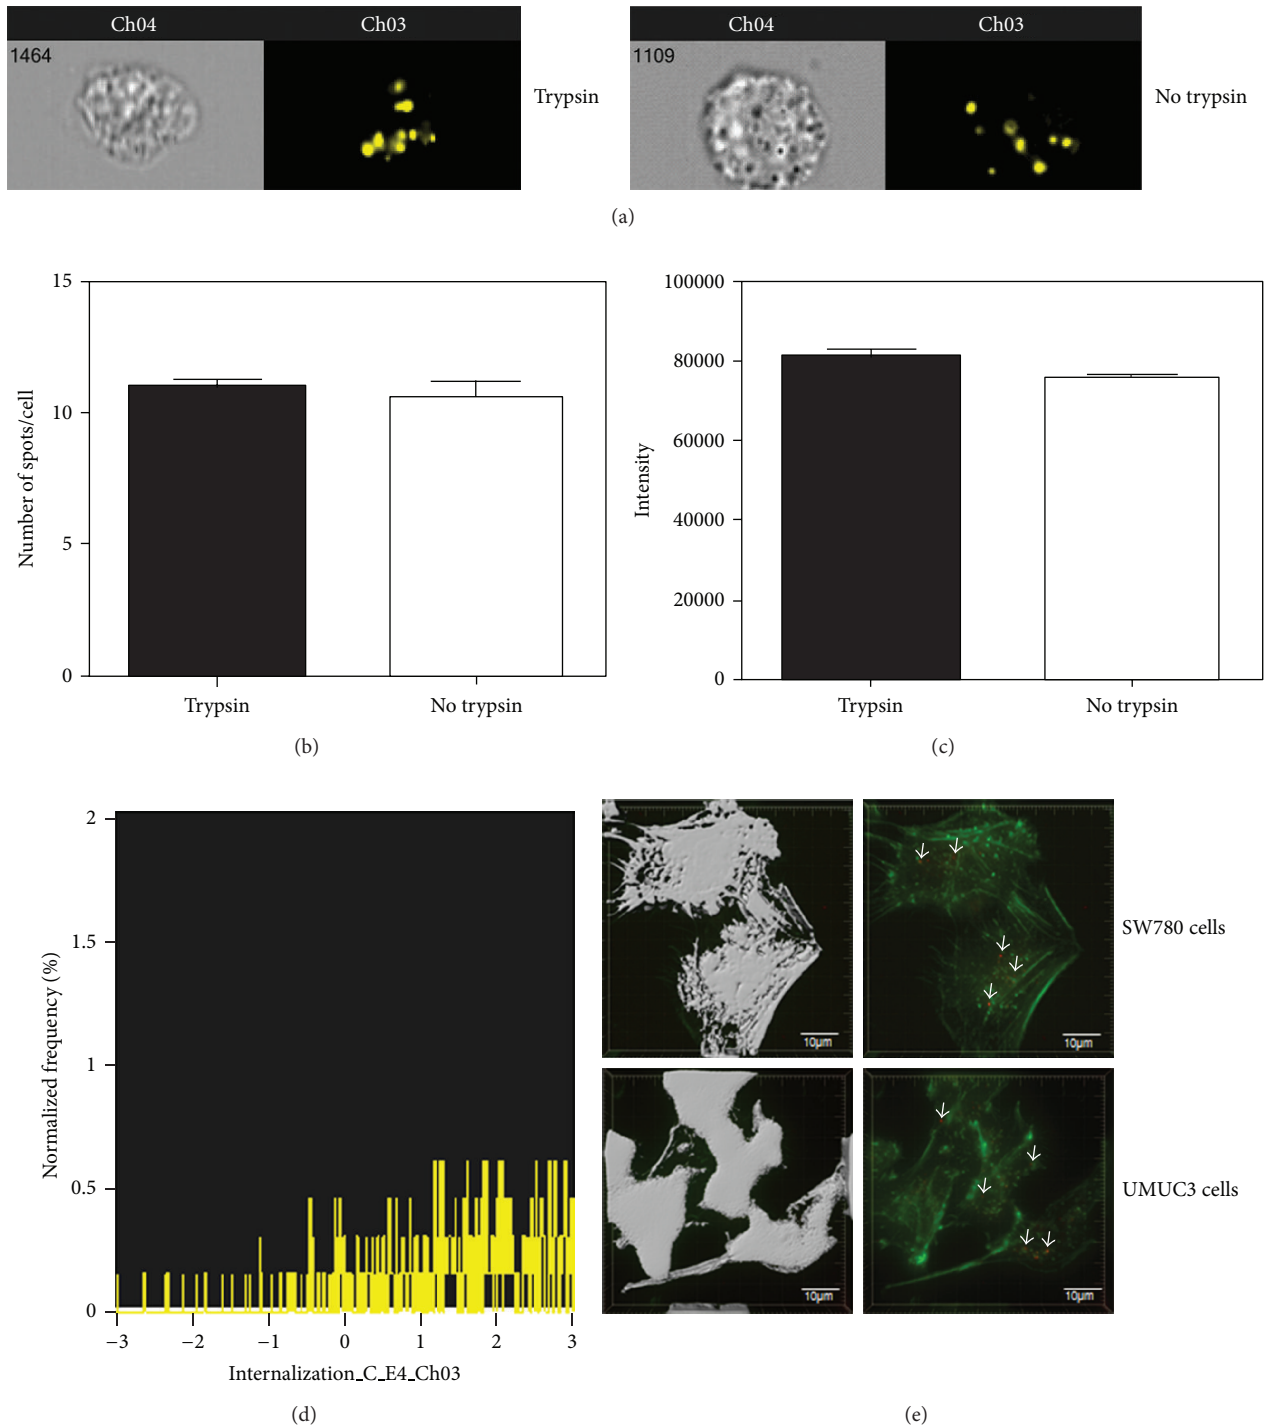 Ch04 Ch03
1464
Trypsin
Ch04 Ch03
1109
No trypsin
(a)
15
10
5
0
Number of spots/cell
Trypsin No trypsin
(b)
100000
80000
60000
40000
20000
0
Intensity
Trypsin No trypsin
(c)
2
1.5
1
0.5
0
Normalized frequency (%)
−3 −2 −1 0 1 2 3
Internalization_C_E4_Ch03
(d)
10μm
10μm
SW780 cells
10μm
10μm
UMUC3 cells
(e)